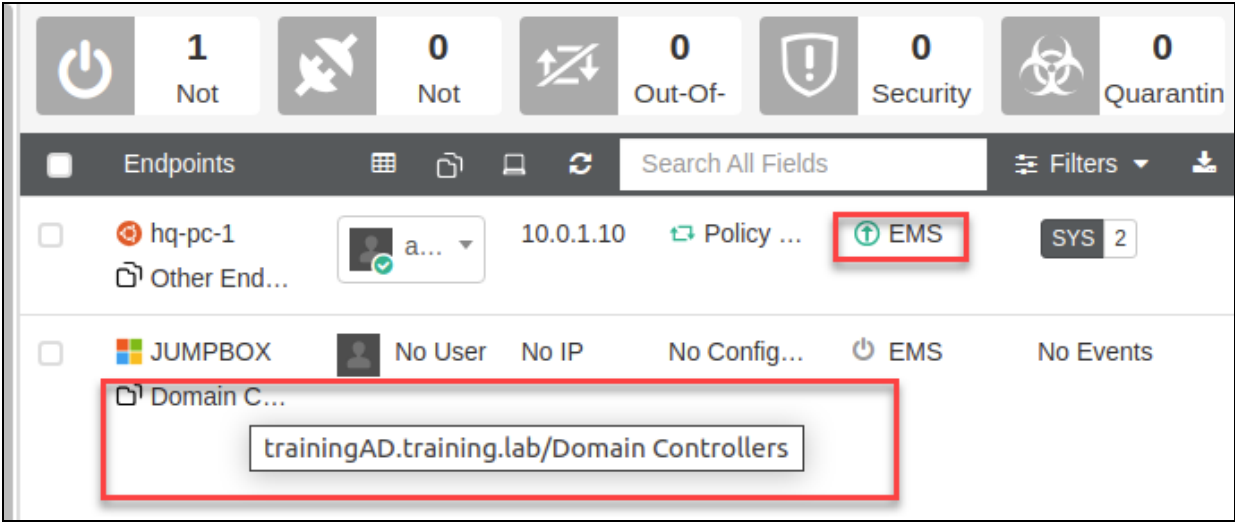 1 0 0 0 0
Not Not Out-Of- Security Quarantin
Endpoints Search All Fields Filters
hq-pc-1 a... 10.0.1.10 Policy ... EMS SYS 2
Other End...
JUMPBOX No User No IP No Config... EMS No Events
Domain C...
trainingAD.training.lab/Domain Controllers